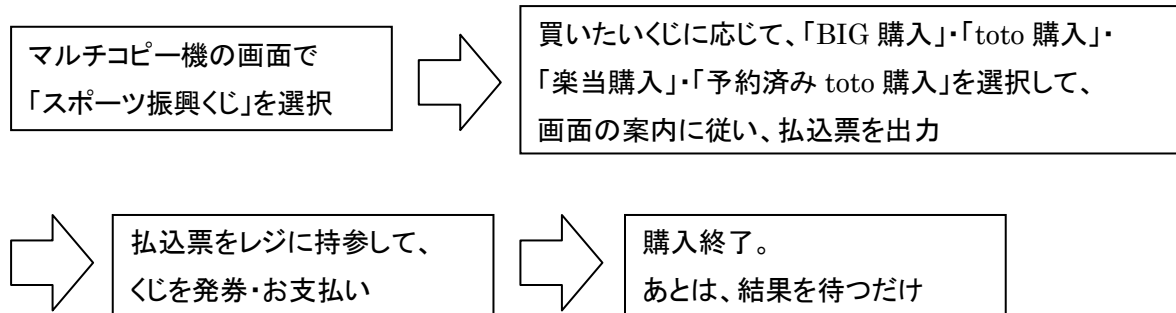 マルチコピー機の画面で
「スポーツ振興くじ」を選択
買いたいくじに応じて、「BIG 購入」・「toto 購入」・
「楽当購入」・「予約済み toto 購入」を選択して、
画面の案内に従い、払込票を出力
払込票をレジに持参して、
くじを発券・お支払い
購入終了。
あとは、結果を待つだけ